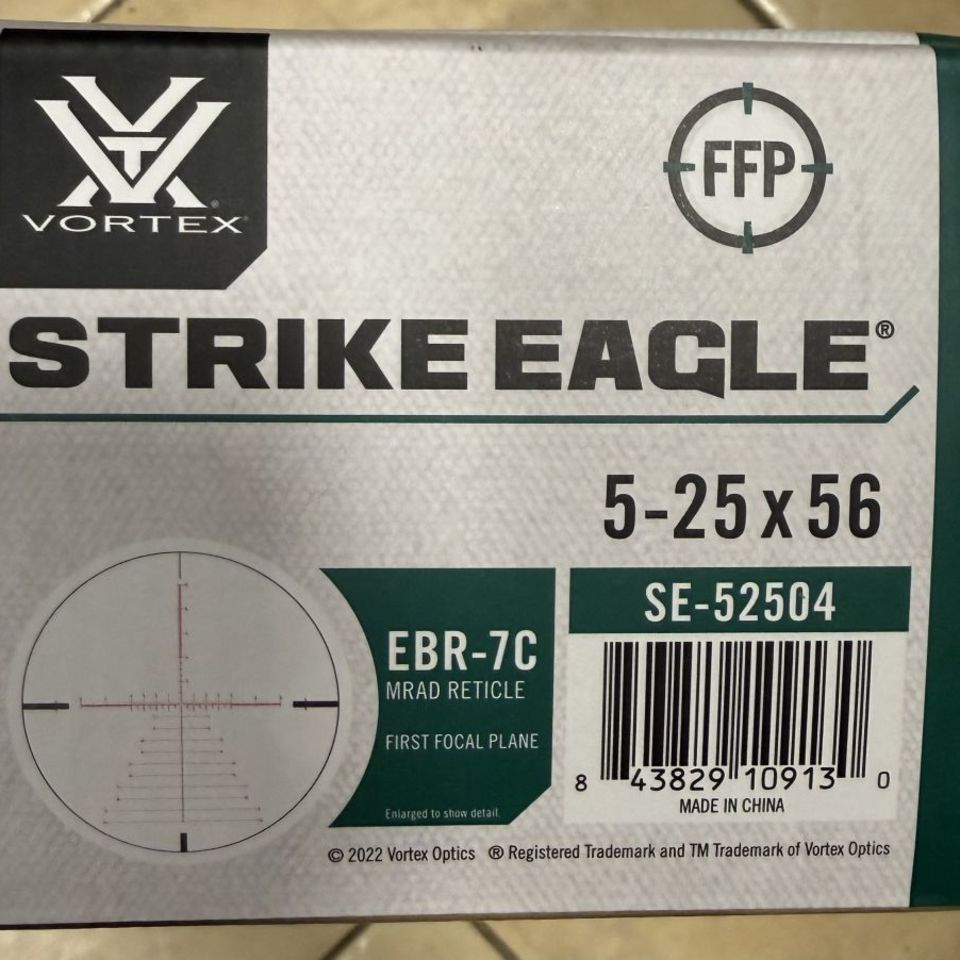 VORTEX®
FFP
STRIKE EAGLE®
5-25x56
EBR-7C
MRAD RETICLE
FIRST FOCAL PLANE
Enlarged to show detail.
SE-52504
8 43829 10913 0
MADE IN CHINA
© 2022 Vortex Optics ® Registered Trademark and TM Trademark of Vortex Optics